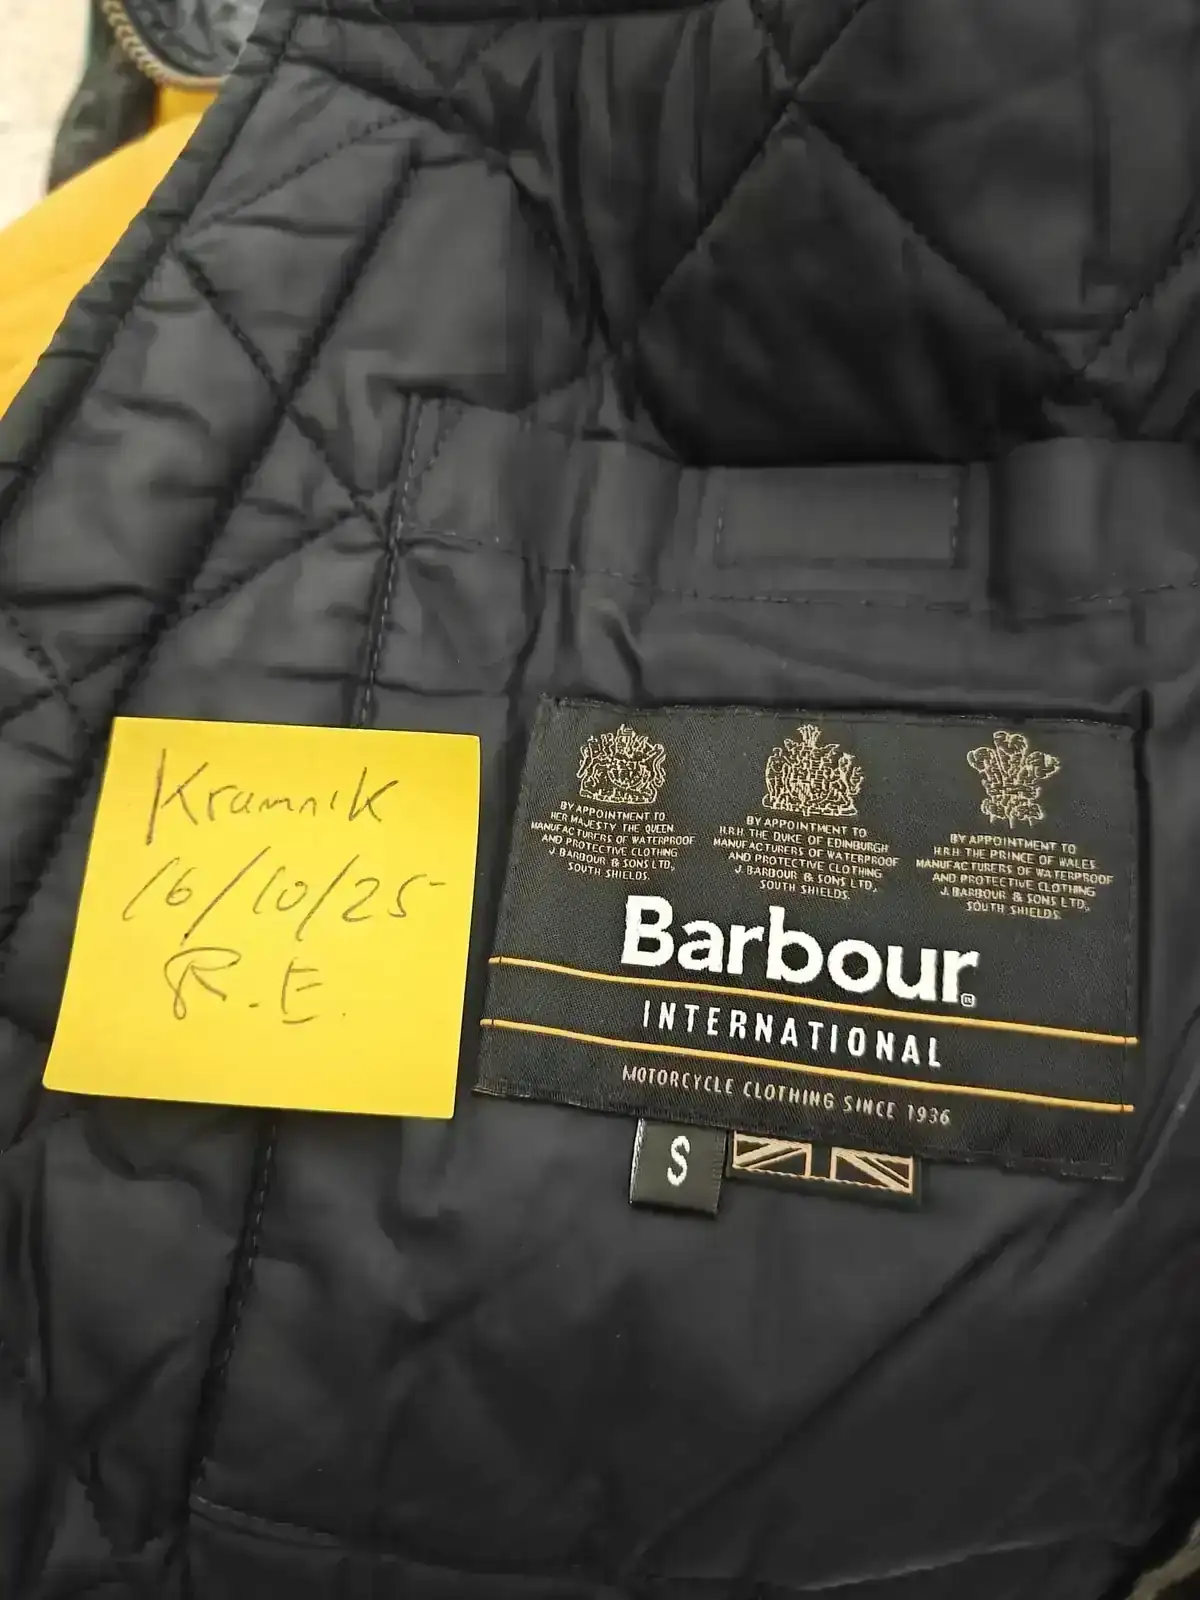 Kramnik
16/10/25
R.E.
BY APPOINTMENT TO
HER MAJESTY THE QUEEN
MANUFACTURERS OF WATERPROOF
AND PROTECTIVE CLOTHING
J. BARBOUR & SONS LTD,
SOUTH SHIELDS.
BY APPOINTMENT TO
H.R.H. THE DUKE OF EDINBURGH
MANUFACTURERS OF WATERPROOF
AND PROTECTIVE CLOTHING
J. BARBOUR & SONS LTD,
SOUTH SHIELDS.
BY APPOINTMENT TO
H.R.H. THE PRINCE OF WALES
MANUFACTURERS OF WATERPROOF
AND PROTECTIVE CLOTHING
J. BARBOUR & SONS LTD,
SOUTH SHIELDS.
Barbour®
INTERNATIONAL
MOTORCYCLE CLOTHING SINCE 1936
S